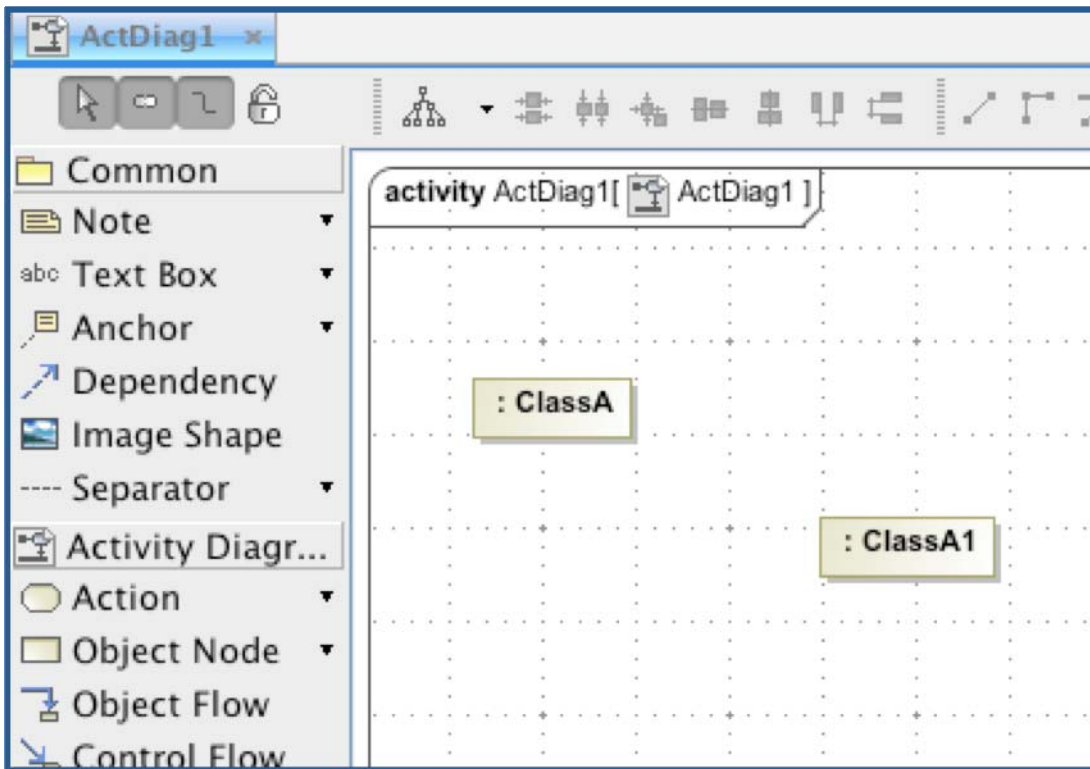 ActDiag1
Common
activity ActDiag1[ ActDiag1 ]
Note
abc Text Box
Anchor
Dependency
: ClassA
Image Shape
Separator
Activity Diagr...
: ClassA1
Action
Object Node
Object Flow
Control Flow